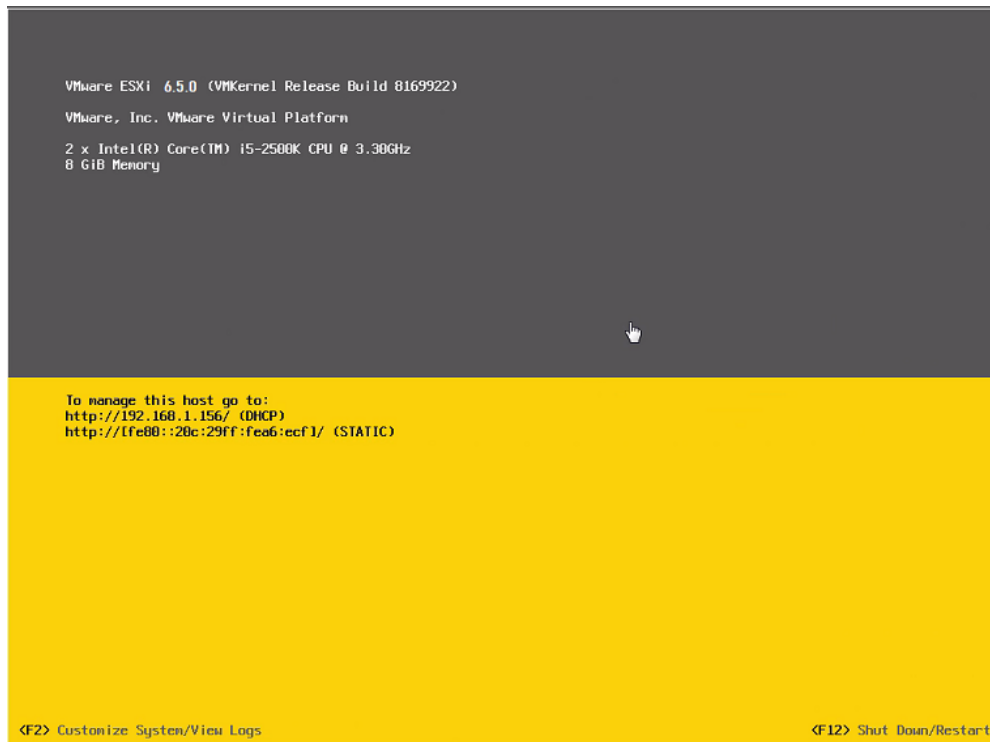 VMware ESXi 6.5.0 (VMKernel Release Build 8169922)
VMware, Inc. VMware Virtual Platform
2 x Intel(R) Core(TM) i5-2500K CPU @ 3.30GHz
8 GiB Memory
To manage this host go to:
http://192.168.1.156/ (DHCP)
http://[fe80::20c:29ff:fea6:ecf]/ (STATIC)
<F2> Customize System/View Logs
<F12> Shut Down/Restart